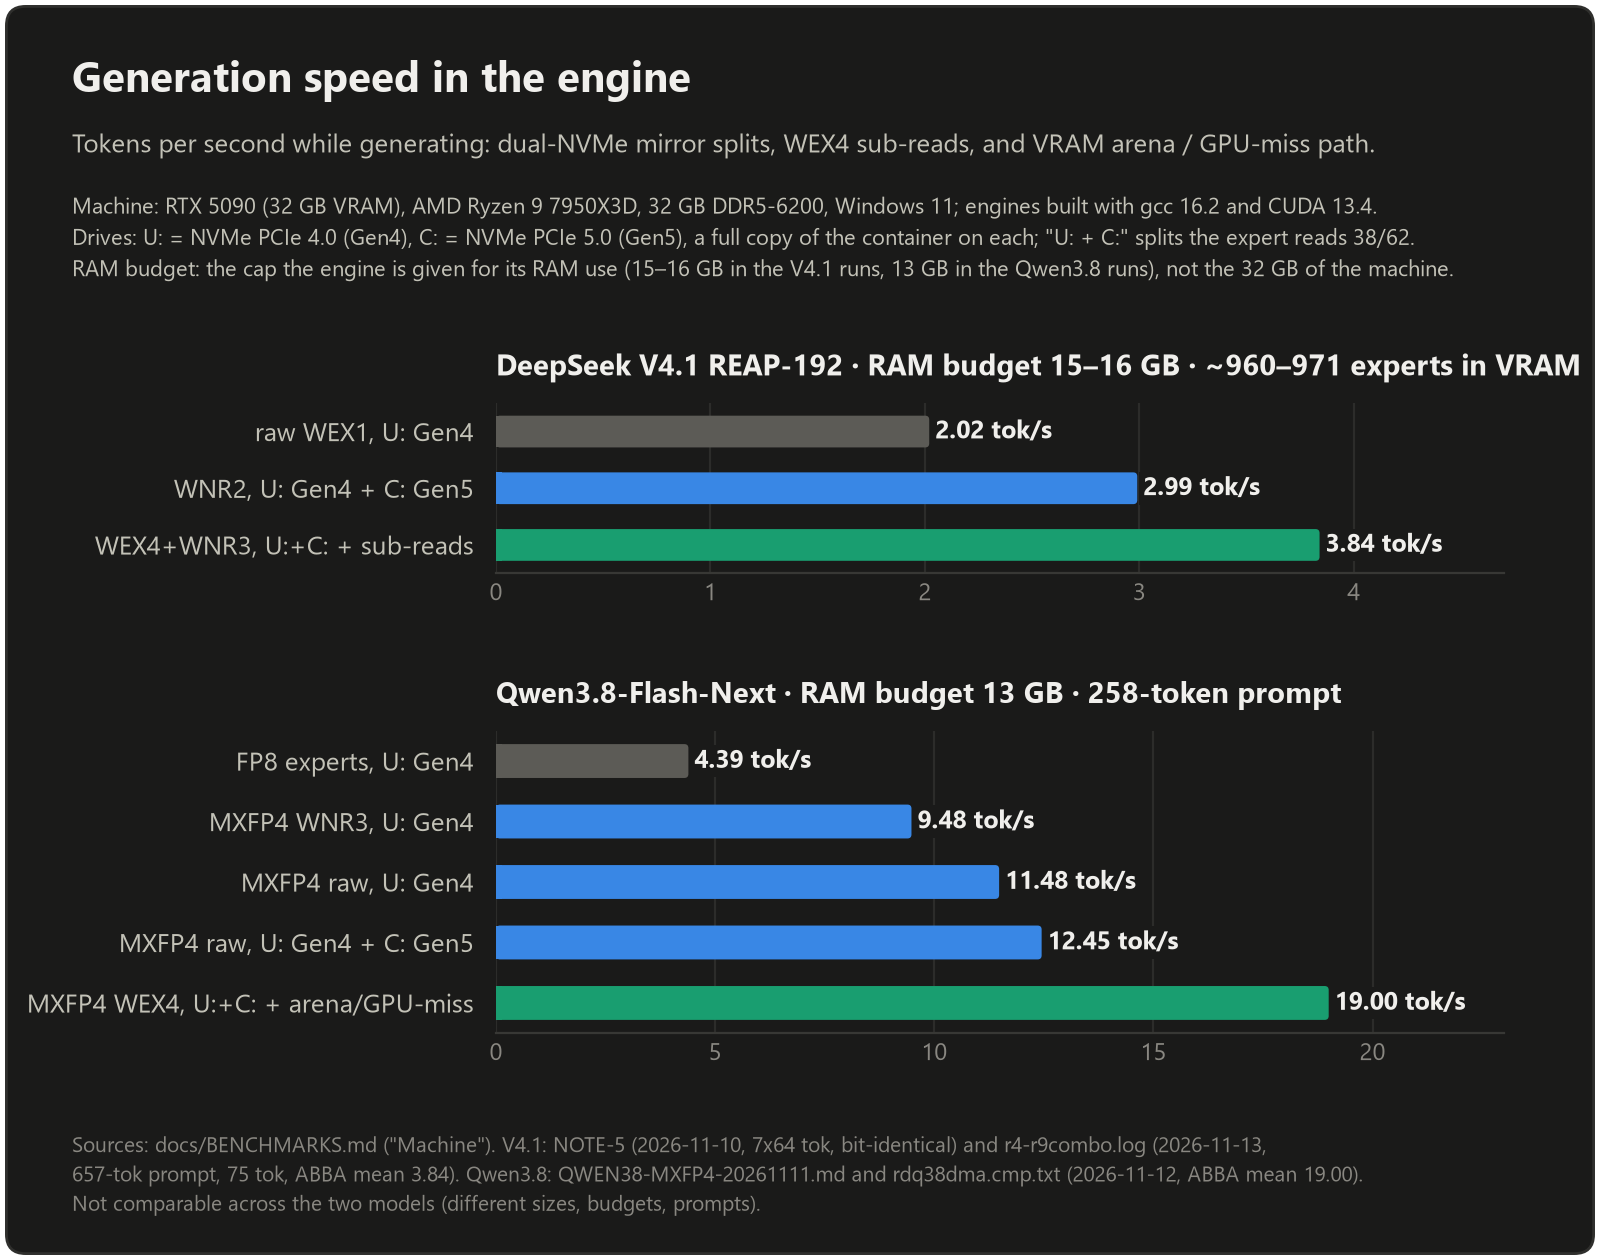 Generation speed in the engine
Tokens per second while generating: dual-NVMe mirror splits, WEX4 sub-reads, and VRAM arena / GPU-miss path.
Machine: RTX 5090 (32 GB VRAM), AMD Ryzen 9 7950X3D, 32 GB DDR5-6200, Windows 11; engines built with gcc 16.2 and CUDA 13.4.
Drives: U: = NVMe PCIe 4.0 (Gen4), C: = NVMe PCIe 5.0 (Gen5), a full copy of the container on each; "U: + C:" splits the expert reads 38/62.
RAM budget: the cap the engine is given for its RAM use (15–16 GB in the V4.1 runs, 13 GB in the Qwen3.8 runs), not the 32 GB of the machine.
DeepSeek V4.1 REAP-192 · RAM budget 15–16 GB · ~960–971 experts in VRAM
raw WEX1, U: Gen4 2.02 tok/s
WNR2, U: Gen4 + C: Gen5 2.99 tok/s
WEX4+WNR3, U:+C: + sub-reads 3.84 tok/s
0 1 2 3 4
Qwen3.8-Flash-Next · RAM budget 13 GB · 258-token prompt
FP8 experts, U: Gen4 4.39 tok/s
MXFP4 WNR3, U: Gen4 9.48 tok/s
MXFP4 raw, U: Gen4 11.48 tok/s
MXFP4 raw, U: Gen4 + C: Gen5 12.45 tok/s
MXFP4 WEX4, U:+C: + arena/GPU-miss 19.00 tok/s
0 5 10 15 20
Sources: docs/BENCHMARKS.md ("Machine"). V4.1: NOTE-5 (2026-11-10, 7x64 tok, bit-identical) and r4-r9combo.log (2026-11-13,
657-tok prompt, 75 tok, ABBA mean 3.84). Qwen3.8: QWEN38-MXFP4-20261111.md and rdq38dma.cmp.txt (2026-11-12, ABBA mean 19.00).
Not comparable across the two models (different sizes, budgets, prompts).